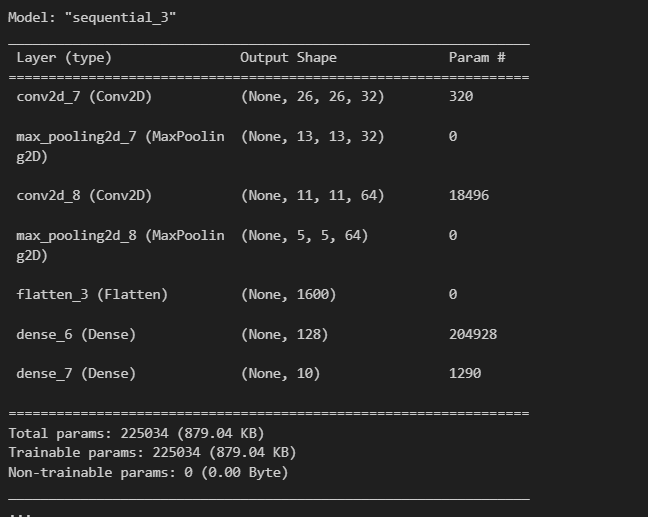 Model: "sequential_3"
_________________________________________________________________
 Layer (type)                Output Shape              Param #
=================================================================
 conv2d_7 (Conv2D)           (None, 26, 26, 32)        320
 max_pooling2d_7 (MaxPoolin  (None, 13, 13, 32)        0
 g2D)
 conv2d_8 (Conv2D)           (None, 11, 11, 64)        18496
 max_pooling2d_8 (MaxPoolin  (None, 5, 5, 64)          0
 g2D)
 flatten_3 (Flatten)         (None, 1600)              0
 dense_6 (Dense)             (None, 128)               204928
 dense_7 (Dense)             (None, 10)                1290
=================================================================
Total params: 225034 (879.04 KB)
Trainable params: 225034 (879.04 KB)
Non-trainable params: 0 (0.00 Byte)
_________________________________________________________________
...